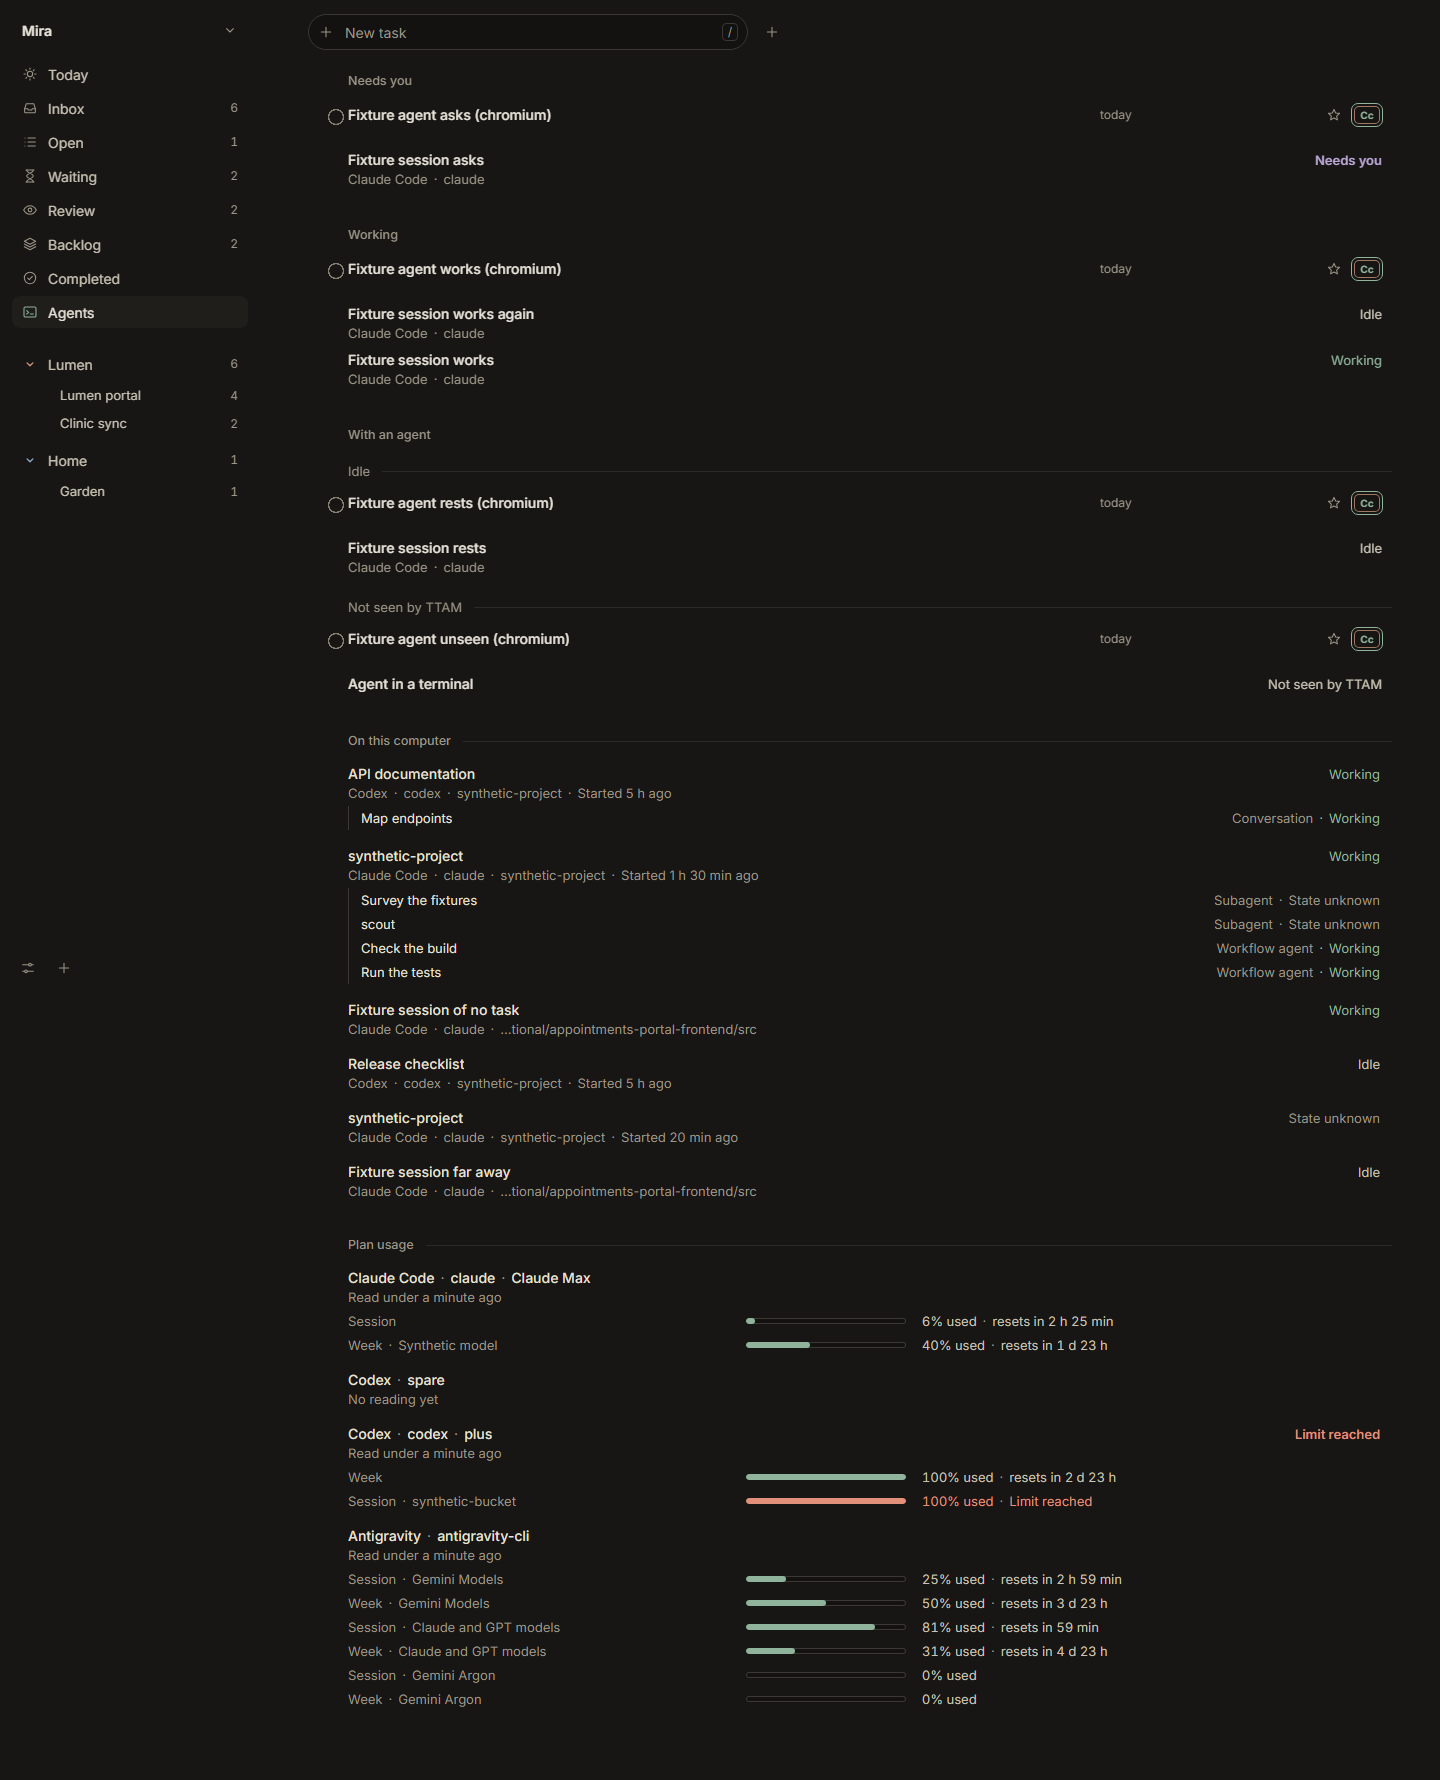 Mira
Today
Inbox 6
Open 1
Waiting 2
Review 2
Backlog 2
Completed
Agents
Lumen 6
Lumen portal 4
Clinic sync 2
Home 1
Garden 1
New task /
Needs you
Fixture agent asks (chromium) today Cc
Fixture session asks Needs you
Claude Code · claude
Working
Fixture agent works (chromium) today Cc
Fixture session works again Idle
Claude Code · claude
Fixture session works Working
Claude Code · claude
With an agent
Idle
Fixture agent rests (chromium) today Cc
Fixture session rests Idle
Claude Code · claude
Not seen by TTAM
Fixture agent unseen (chromium) today Cc
Agent in a terminal Not seen by TTAM
On this computer
API documentation Working
Codex · codex · synthetic-project · Started 5 h ago
Map endpoints Conversation · Working
synthetic-project Working
Claude Code · claude · synthetic-project · Started 1 h 30 min ago
Survey the fixtures Subagent · State unknown
scout Subagent · State unknown
Check the build Workflow agent · Working
Run the tests Workflow agent · Working
Fixture session of no task Working
Claude Code · claude · ...tional/appointments-portal-frontend/src
Release checklist Idle
Codex · codex · synthetic-project · Started 5 h ago
synthetic-project State unknown
Claude Code · claude · synthetic-project · Started 20 min ago
Fixture session far away Idle
Claude Code · claude · ...tional/appointments-portal-frontend/src
Plan usage
Claude Code · claude · Claude Max
Read under a minute ago
Session 6% used · resets in 2 h 25 min
Week · Synthetic model 40% used · resets in 1 d 23 h
Codex · spare
No reading yet
Codex · codex · plus Limit reached
Read under a minute ago
Week 100% used · resets in 2 d 23 h
Session · synthetic-bucket 100% used · Limit reached
Antigravity · antigravity-cli
Read under a minute ago
Session · Gemini Models 25% used · resets in 2 h 59 min
Week · Gemini Models 50% used · resets in 3 d 23 h
Session · Claude and GPT models 81% used · resets in 59 min
Week · Claude and GPT models 31% used · resets in 4 d 23 h
Session · Gemini Argon 0% used
Week · Gemini Argon 0% used